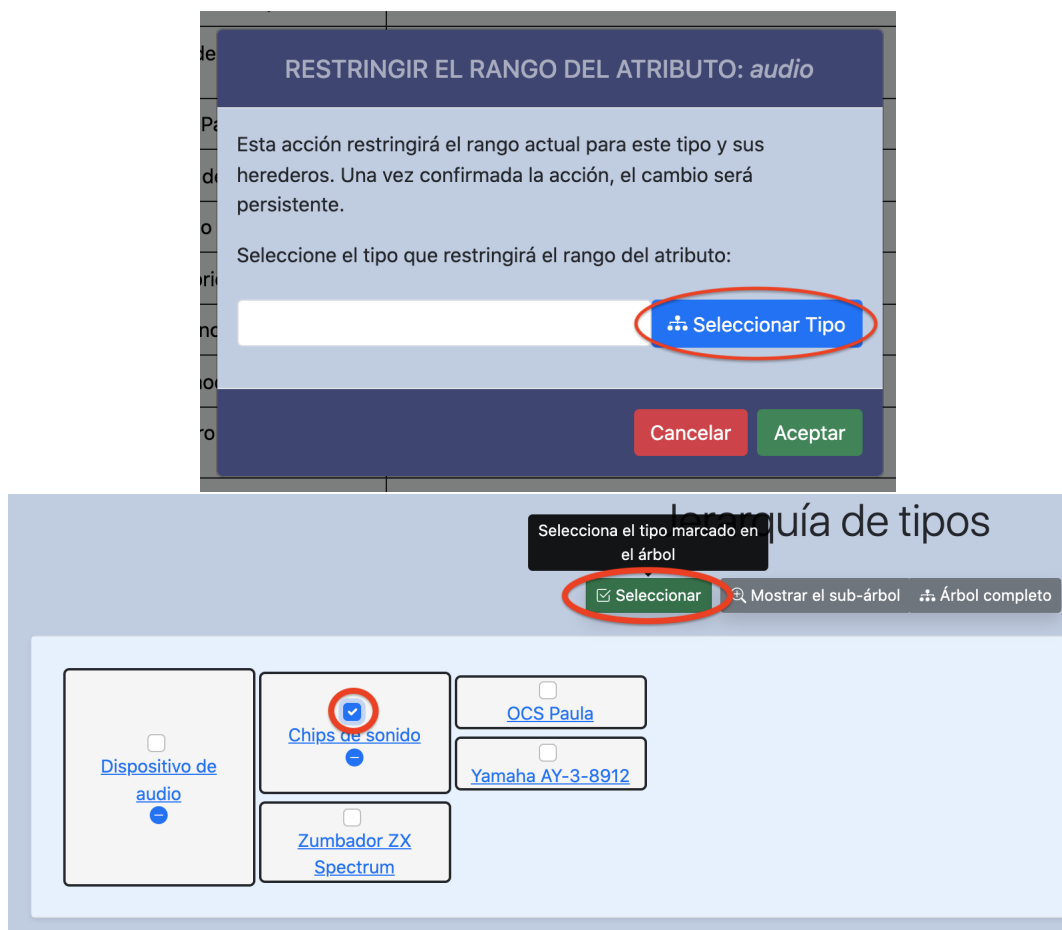 RESTRINGIR EL RANGO DEL ATRIBUTO: audio
Esta acción restringirá el rango actual para este tipo y sus
herederos. Una vez confirmada la acción, el cambio será
persistente.
Seleccione el tipo que restringirá el rango del atributo:
Seleccionar Tipo
Cancelar Aceptar
de tipos
Selecciona el tipo marcado en
el árbol
Seleccionar Mostrar el sub-árbol Árbol completo
Dispositivo de
audio
Chips de sonido
Zumbador ZX
Spectrum
OCS Paula
Yamaha AY-3-8912